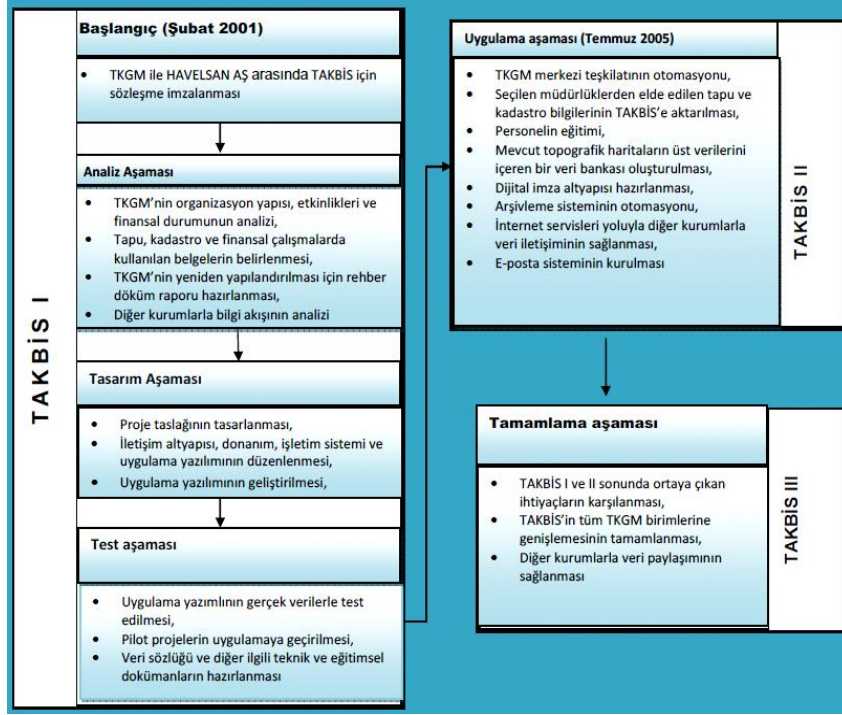 TAKBİS I
Başlangıç (Şubat 2001)
• TKGM ile HAVELSAN AŞ arasında TAKBİS için
sözleşme imzalanması
Analiz Aşaması
• TKGM’nin organizasyon yapısı, etkinlikleri ve
finansal durumunun analizi,
• Tapu, kadastro ve finansal çalışmalarda
kullanılan belgelerin belirlenmesi,
• TKGM’nin yeniden yapılandırılması için rehber
döküm raporu hazırlanması,
• Diğer kurumlarla bilgi akışının analizi
Tasarım Aşaması
• Proje taslağının tasarlanması,
• İletişim altyapısı, donanım, işletim sistemi ve
uygulama yazılımının düzenlenmesi,
• Uygulama yazılımının geliştirilmesi,
Test aşaması
• Uygulama yazımlının gerçek verilerle test
edilmesi,
• Pilot projelerin uygulamaya geçirilmesi,
• Veri sözlüğü ve diğer ilgili teknik ve eğitimsel
dokümanların hazırlanması
Uygulama aşaması (Temmuz 2005)
• TKGM merkezi teşkilatının otomasyonu,
• Seçilen müdürlüklerden elde edilen tapu ve
kadastro bilgilerinin TAKBİS’e aktarılması,
• Personelin eğitimi,
• Mevcut topografik haritaların üst verilerini
içeren bir veri bankası oluşturulması,
• Dijital imza altyapısı hazırlanması,
• Arşivleme sisteminin otomasyonu,
• İnternet servisleri yoluyla diğer kurumlarla
veri iletişiminin sağlanması,
• E-posta sisteminin kurulması
TAKBİS II
Tamamlama aşaması
• TAKBİS I ve II sonunda ortaya çıkan
ihtiyaçların karşılanması,
• TAKBİS’in tüm TKGM birimlerine
genişlemesinin tamamlanması,
• Diğer kurumlarla veri paylaşımının
sağlanması
TAKBİS III